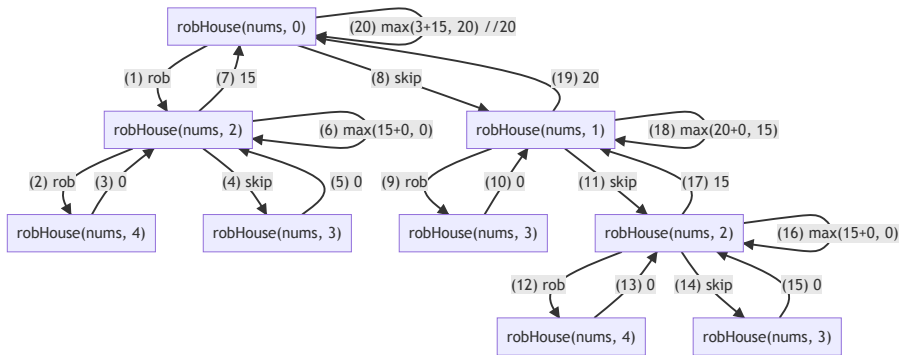 robHouse(nums, 0)
(20) max(3+15, 20) //20
(1) rob
(7) 15
(8) skip
(19) 20
robHouse(nums, 2)
(6) max(15+0, 0)
robHouse(nums, 1)
(18) max(20+0, 15)
(2) rob
(3) 0
(4) skip
(5) 0
(9) rob
(10) 0
(11) skip
(17) 15
robHouse(nums, 4)
robHouse(nums, 3)
robHouse(nums, 3)
robHouse(nums, 2)
(16) max(15+0, 0)
(12) rob
(13) 0
(14) skip
(15) 0
robHouse(nums, 4)
robHouse(nums, 3)